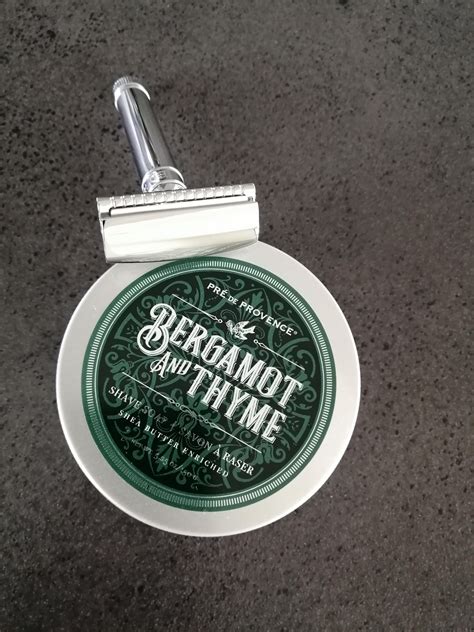 PRÉ DE PROVENCE®
BERGAMOT
AND THYME
SHAVE SOAP SAVON À RASER
SHEA BUTTER ENRICHED